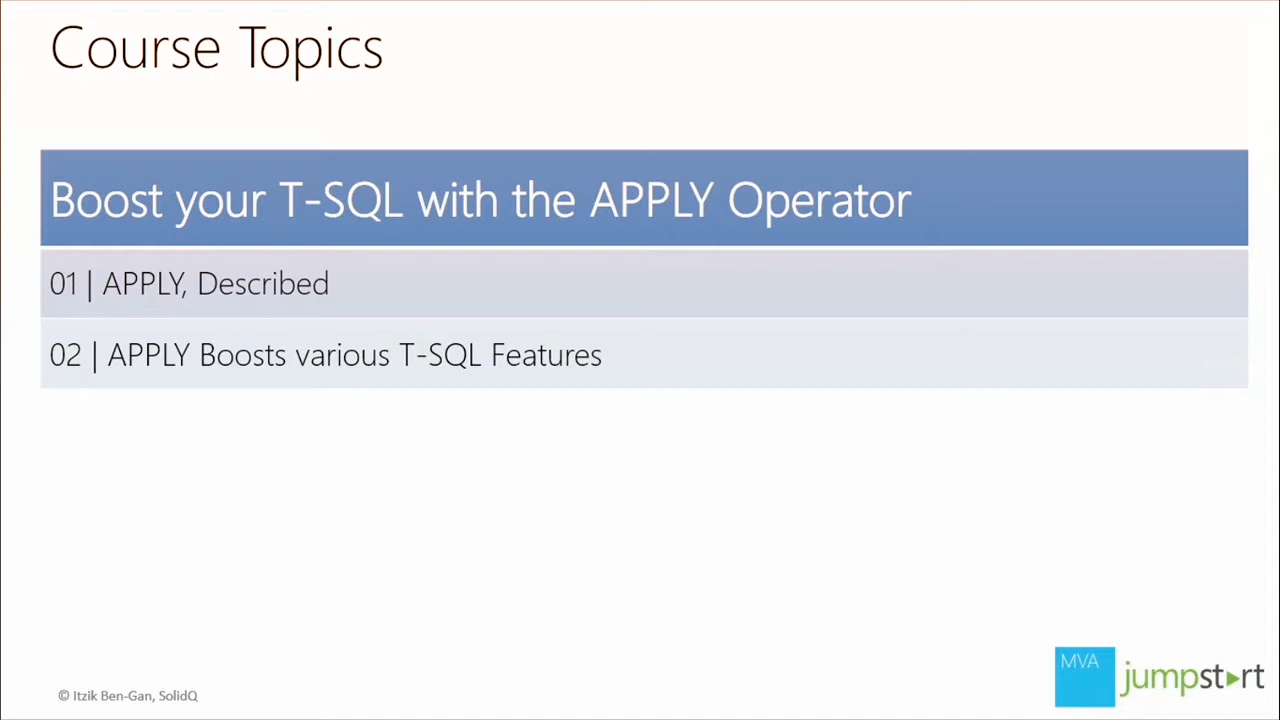 Course Topics
Boost your T-SQL with the APPLY Operator
01 | APPLY, Described
02 | APPLY Boosts various T-SQL Features
© Itzik Ben-Gan, SolidQ
MVA
jumpstart